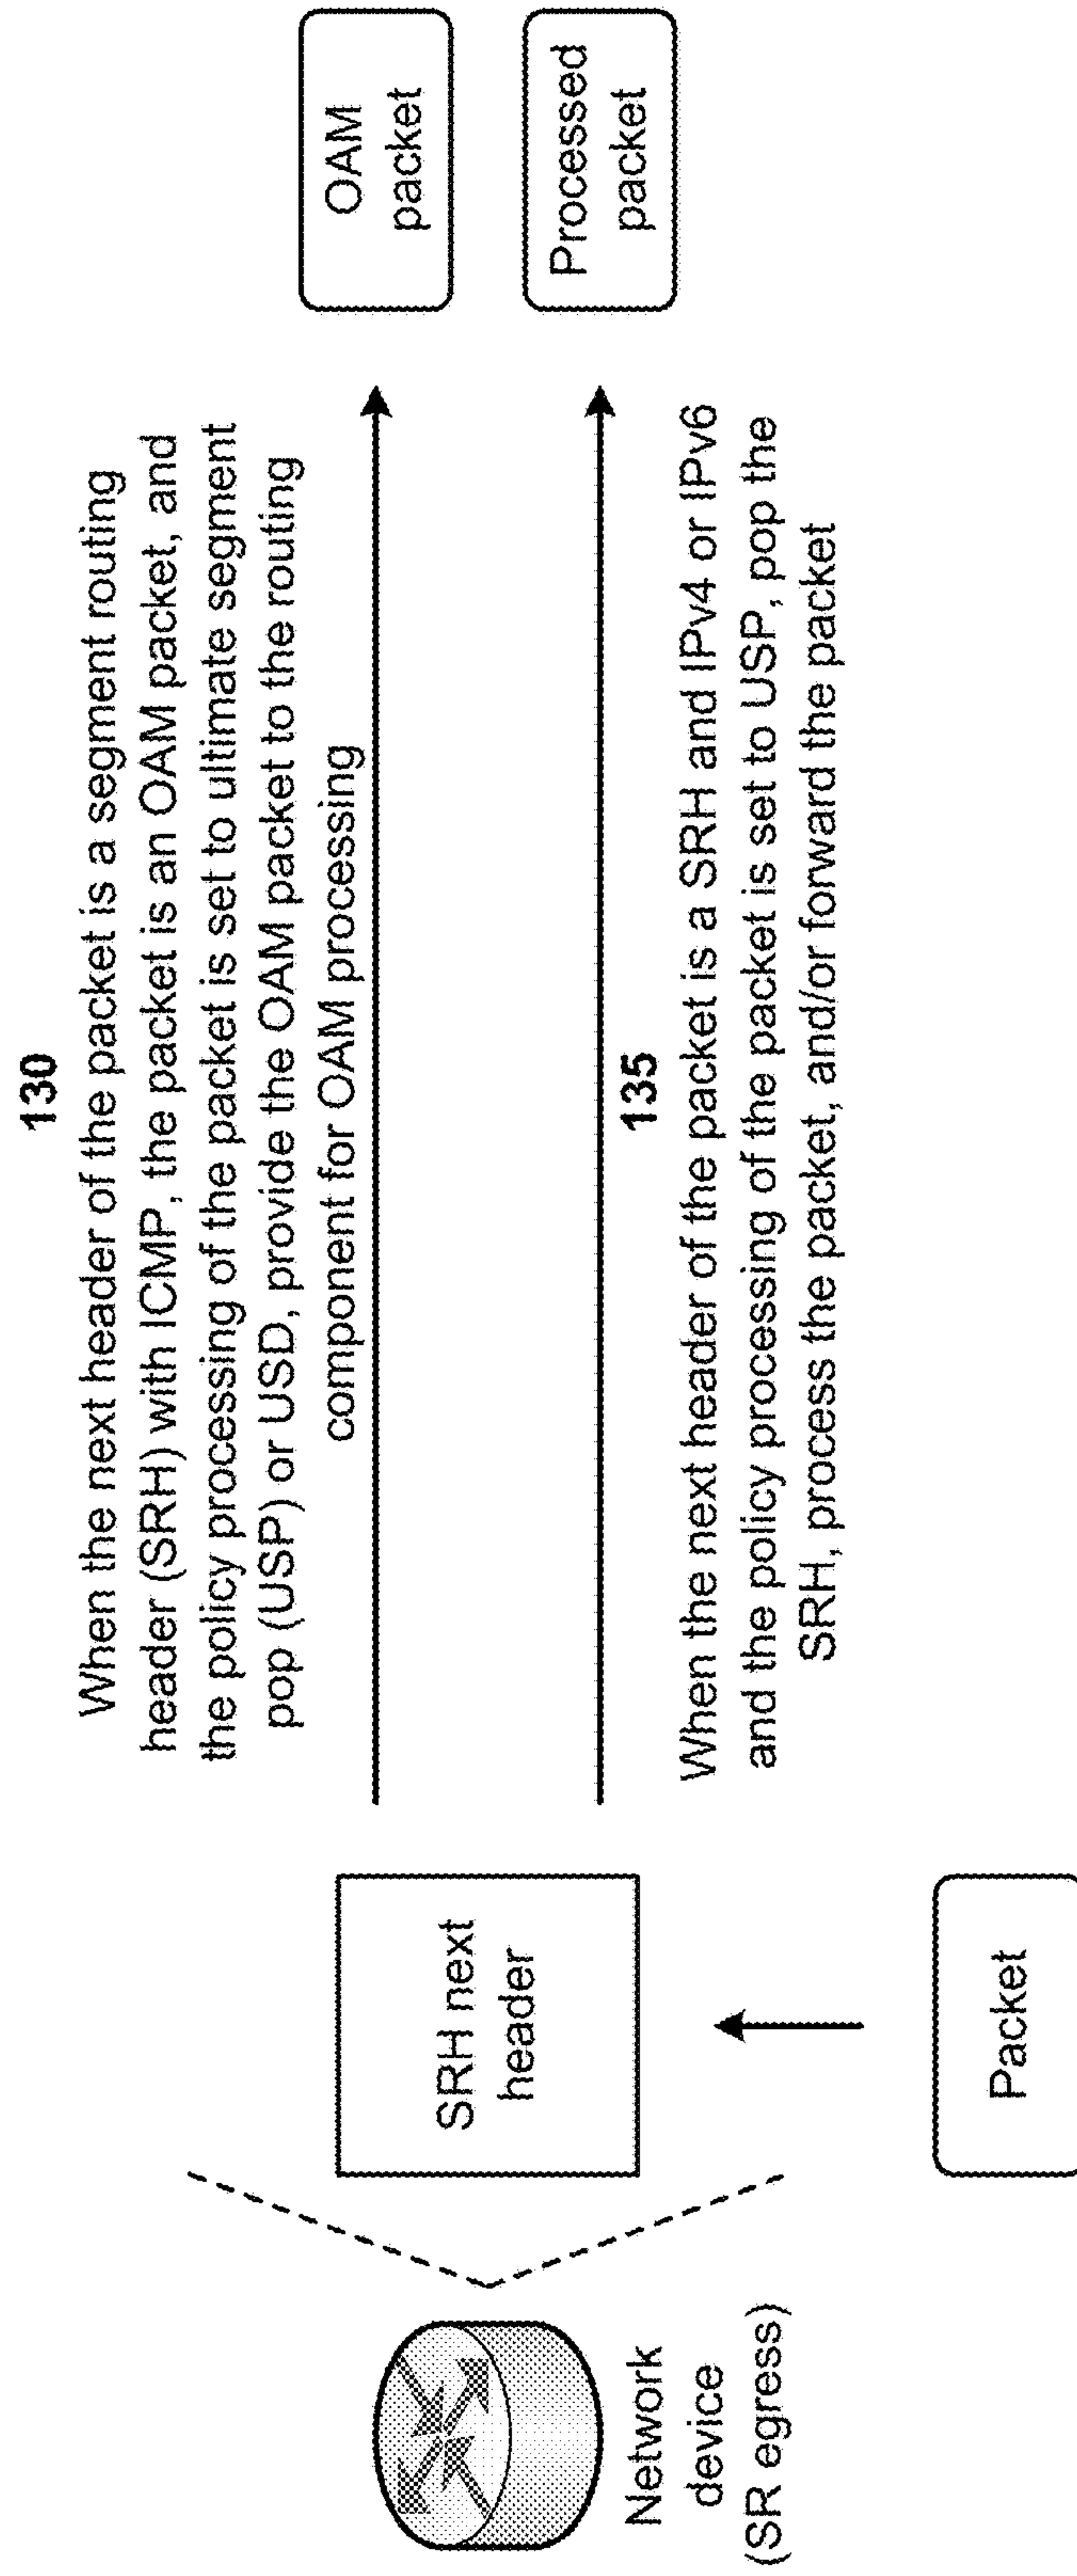 130
When the next header of the packet is a segment routing
header (SRH) with ICMP, the packet is an OAM packet, and
the policy processing of the packet is set to ultimate segment
pop (USP) or USD, provide the OAM packet to the routing
component for OAM processing
OAM
packet
Processed
packet
135
When the next header of the packet is a SRH and IPv4 or IPv6
and the policy processing of the packet is set to USP, pop the
SRH, process the packet, and/or forward the packet
SRH next
header
Network
device
(SR egress)
Packet